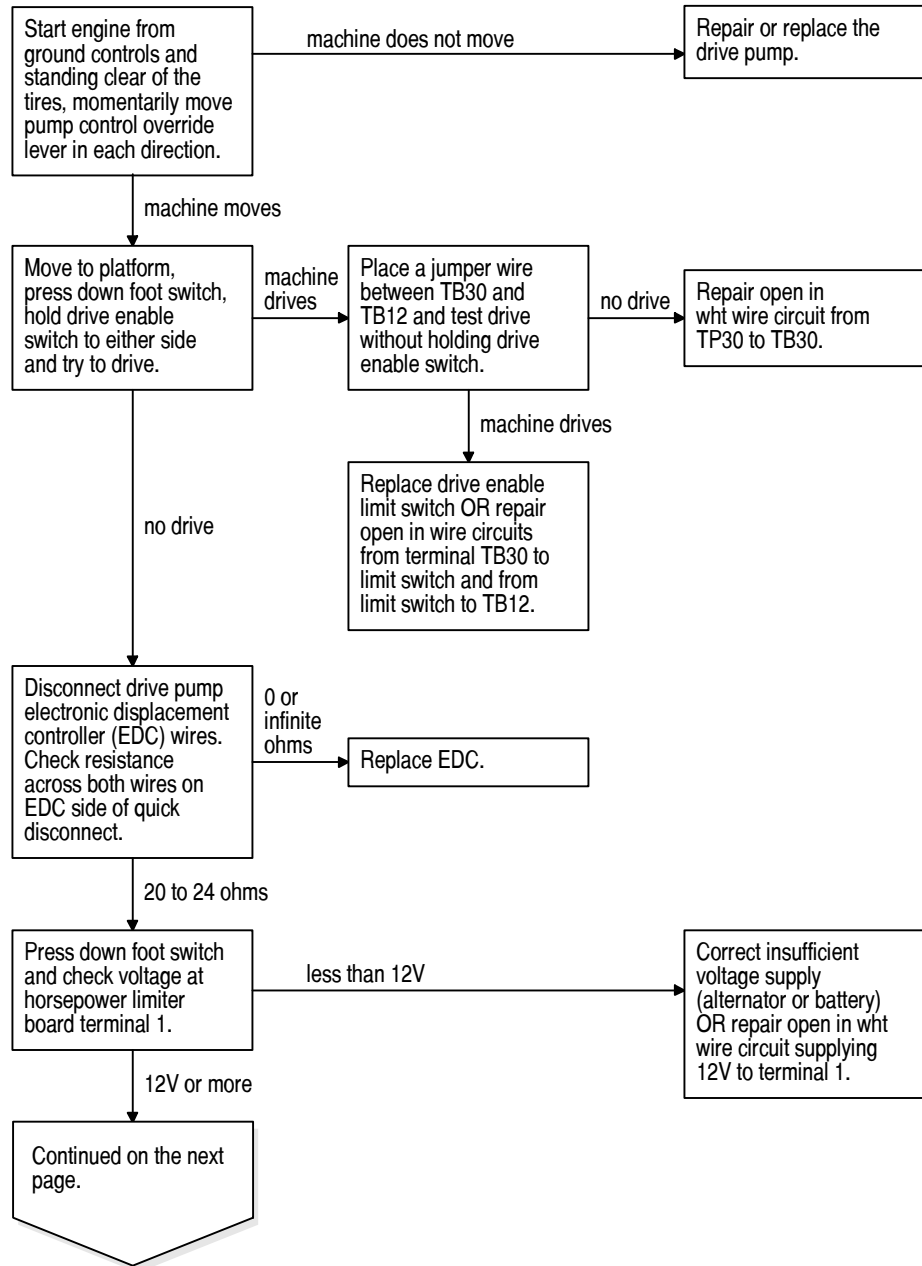 Start engine from
ground controls and
standing clear of the
tires, momentarily move
pump control override
lever in each direction.
machine does not move
Repair or replace the
drive pump.
machine moves
Move to platform,
press down foot switch,
hold drive enable
switch to either side
and try to drive.
machine
drives
Place a jumper wire
between TB30 and
TB12 and test drive
without holding drive
enable switch.
no drive
Repair open in
wht wire circuit from
TP30 to TB30.
machine drives
Replace drive enable
limit switch OR repair
open in wire circuits
from terminal TB30 to
limit switch and from
limit switch to TB12.
no drive
Disconnect drive pump
electronic displacement
controller (EDC) wires.
Check resistance
across both wires on
EDC side of quick
disconnect.
0 or
infinite
ohms
Replace EDC.
20 to 24 ohms
Press down foot switch
and check voltage at
horsepower limiter
board terminal 1.
less than 12V
Correct insufficient
voltage supply
(alternator or battery)
OR repair open in wht
wire circuit supplying
12V to terminal 1.
12V or more
Continued on the next
page.